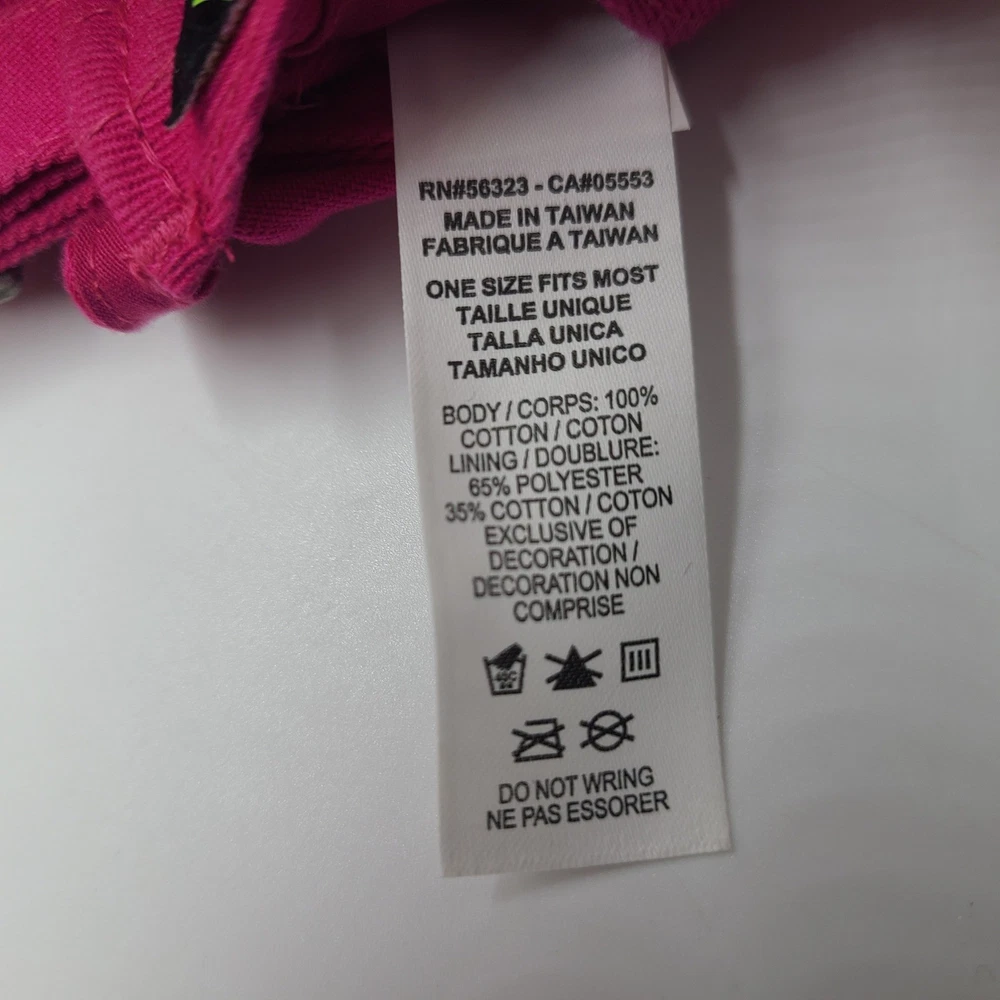 RN#56323 - CA#05553
MADE IN TAIWAN
FABRIQUE A TAIWAN
ONE SIZE FITS MOST
TAILLE UNIQUE
TALLA UNICA
TAMANHO UNICO
BODY / CORPS: 100%
COTTON / COTON
LINING / DOUBLURE:
65% POLYESTER
35% COTTON / COTON
EXCLUSIVE OF
DECORATION /
DECORATION NON
COMPRISE
DO NOT WRING
NE PAS ESSORER